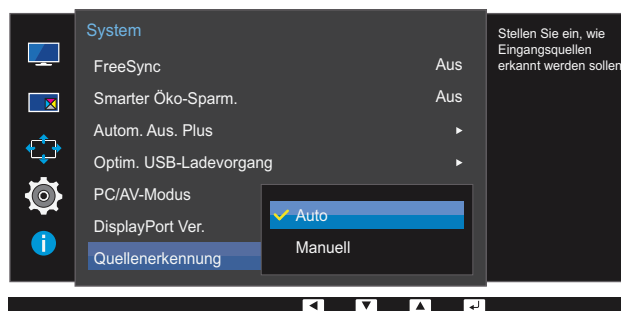 System
FreeSync Aus
Smarter Öko-Sparm. Aus
Autom. Aus. Plus
Optim. USB-Ladevorgang
PC/AV-Modus
DisplayPort Ver.
Quellenerkennung
Auto
Manuell
Stellen Sie ein, wie
Eingangsquellen
erkannt werden sollen